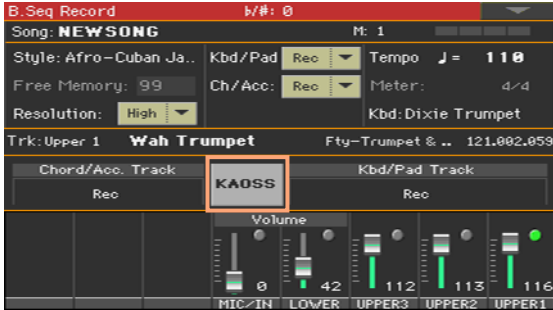 B.Seq Record ♭/#: 0
Song: NEWSONG M: 1
Style: Afro-Cuban Ja.. Kbd/Pad Rec Tempo ♩ = 110
Free Memory: 99 Ch/Acc: Rec Meter: 4/4
Resolution: High Kbd: Dixie Trumpet
Trk: Upper 1 Wah Trumpet Fty-Trumpet & .. 121.002.059
Chord/Acc. Track KAOSS Kbd/Pad Track
Rec Rec
Volume
0 42 112 113 116
MIC/IN LOWER UPPER3 UPPER2 UPPER1